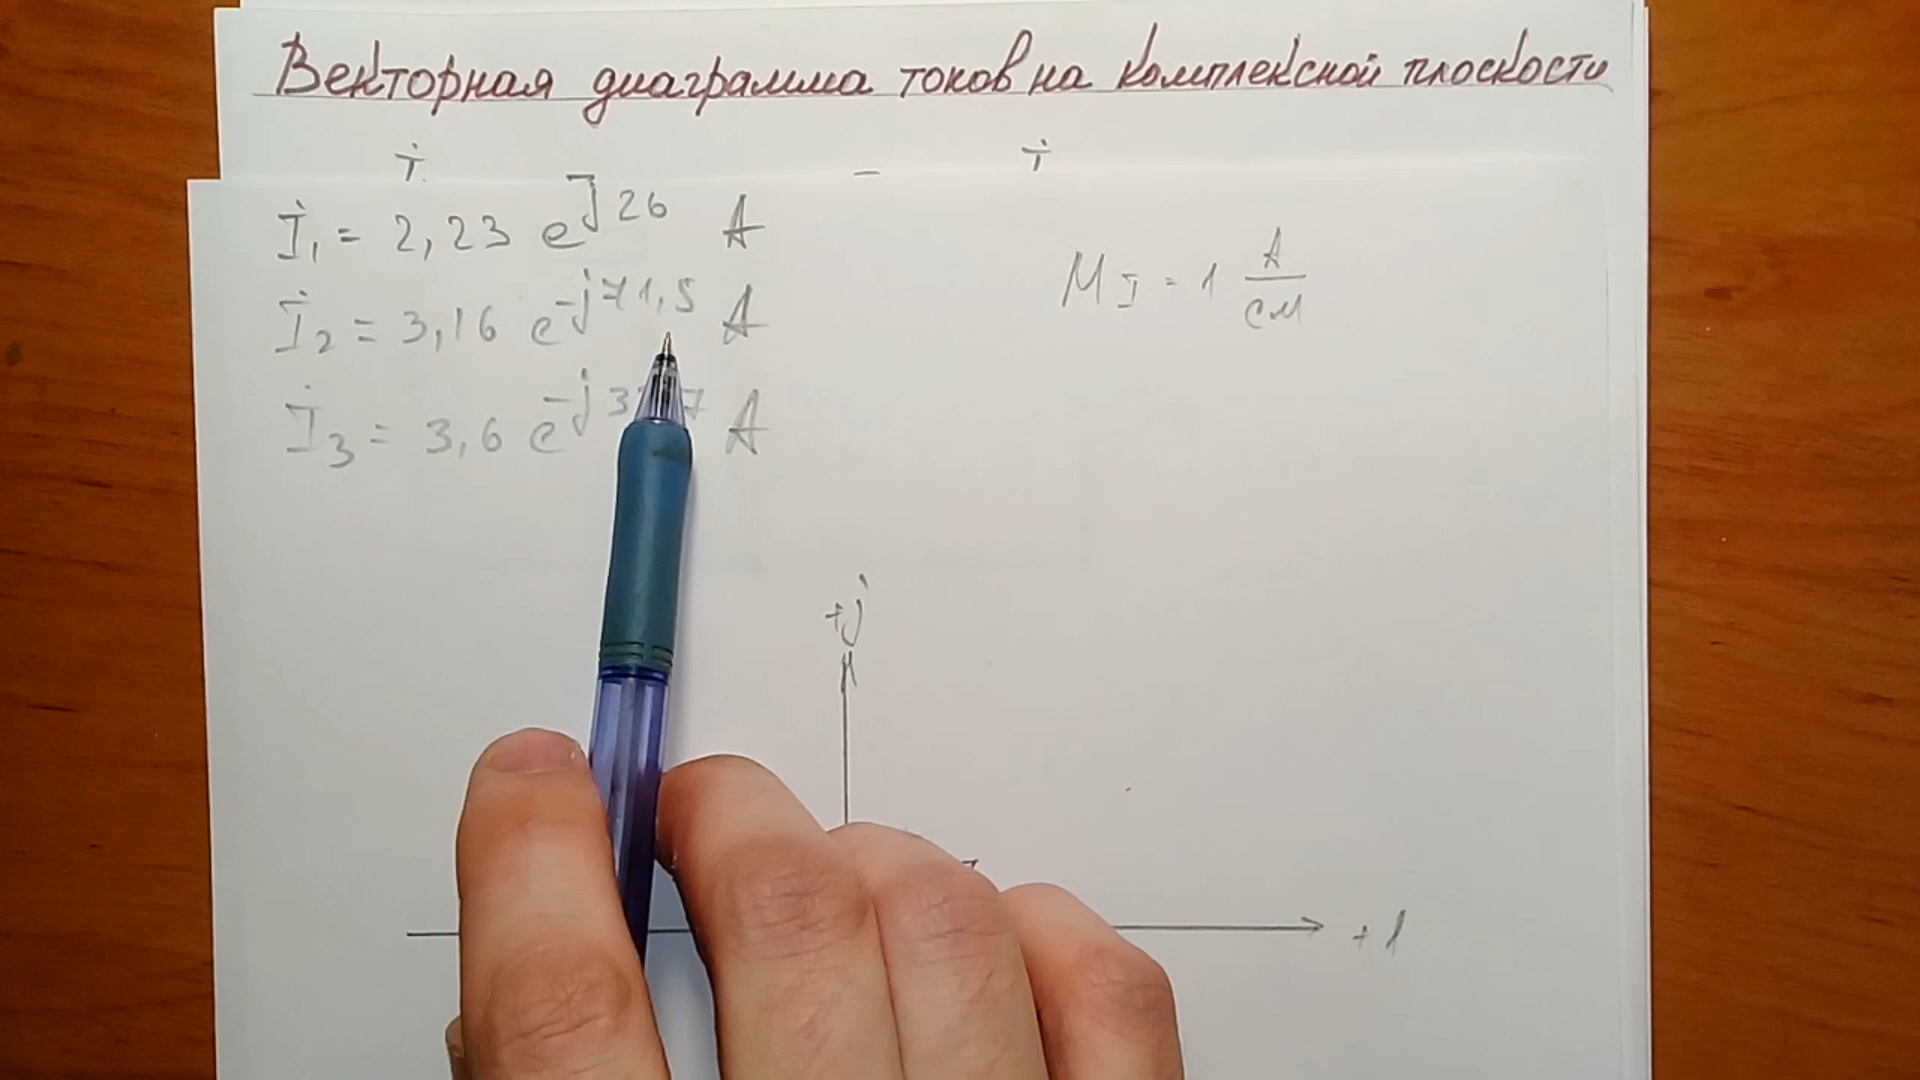 Векторная диаграмма токов на комплексной плоскости
İ₁ = 2,23 e^j26 А
М_I = 1 А/см
İ₂ = 3,16 e^-j71,5 А
İ₃ = 3,6 А
+j
+1